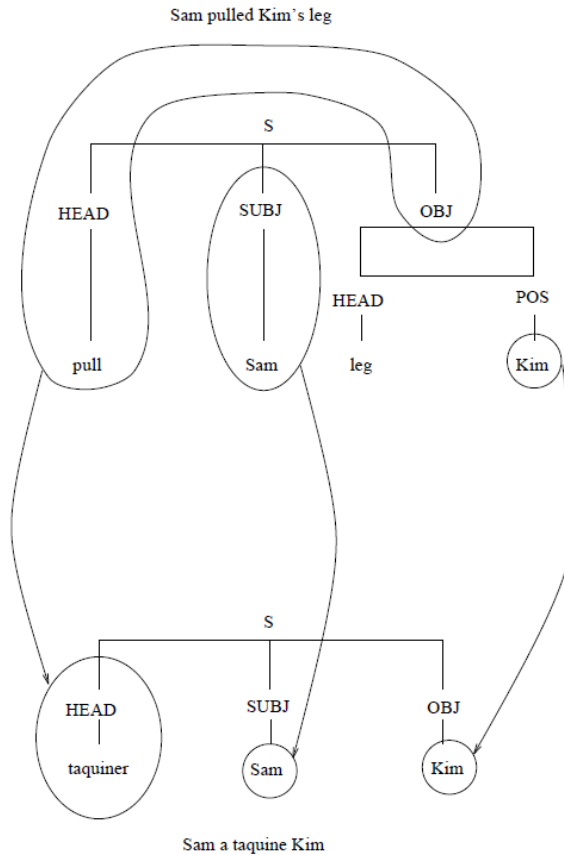 Sam pulled Kim's leg
S
HEAD SUBJ OBJ
HEAD POS
pull Sam leg Kim
S
HEAD SUBJ OBJ
taquiner Sam Kim
Sam a taquine Kim